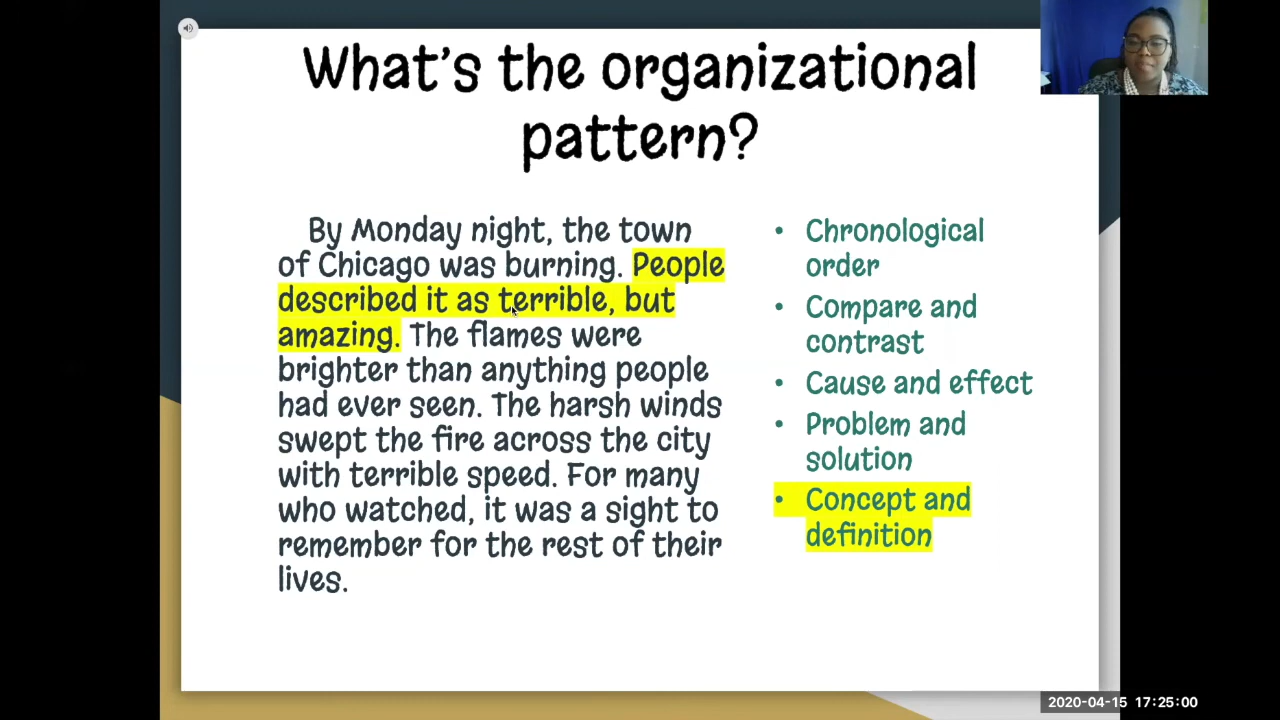 What's the organizational
pattern?
By Monday night, the town
of Chicago was burning. People
described it as terrible, but
amazing. The flames were
brighter than anything people
had ever seen. The harsh winds
swept the fire across the city
with terrible speed. For many
who watched, it was a sight to
remember for the rest of their
lives.
• Chronological
order
• Compare and
contrast
• Cause and effect
• Problem and
solution
• Concept and
definition
2020-04-15 17:25:00